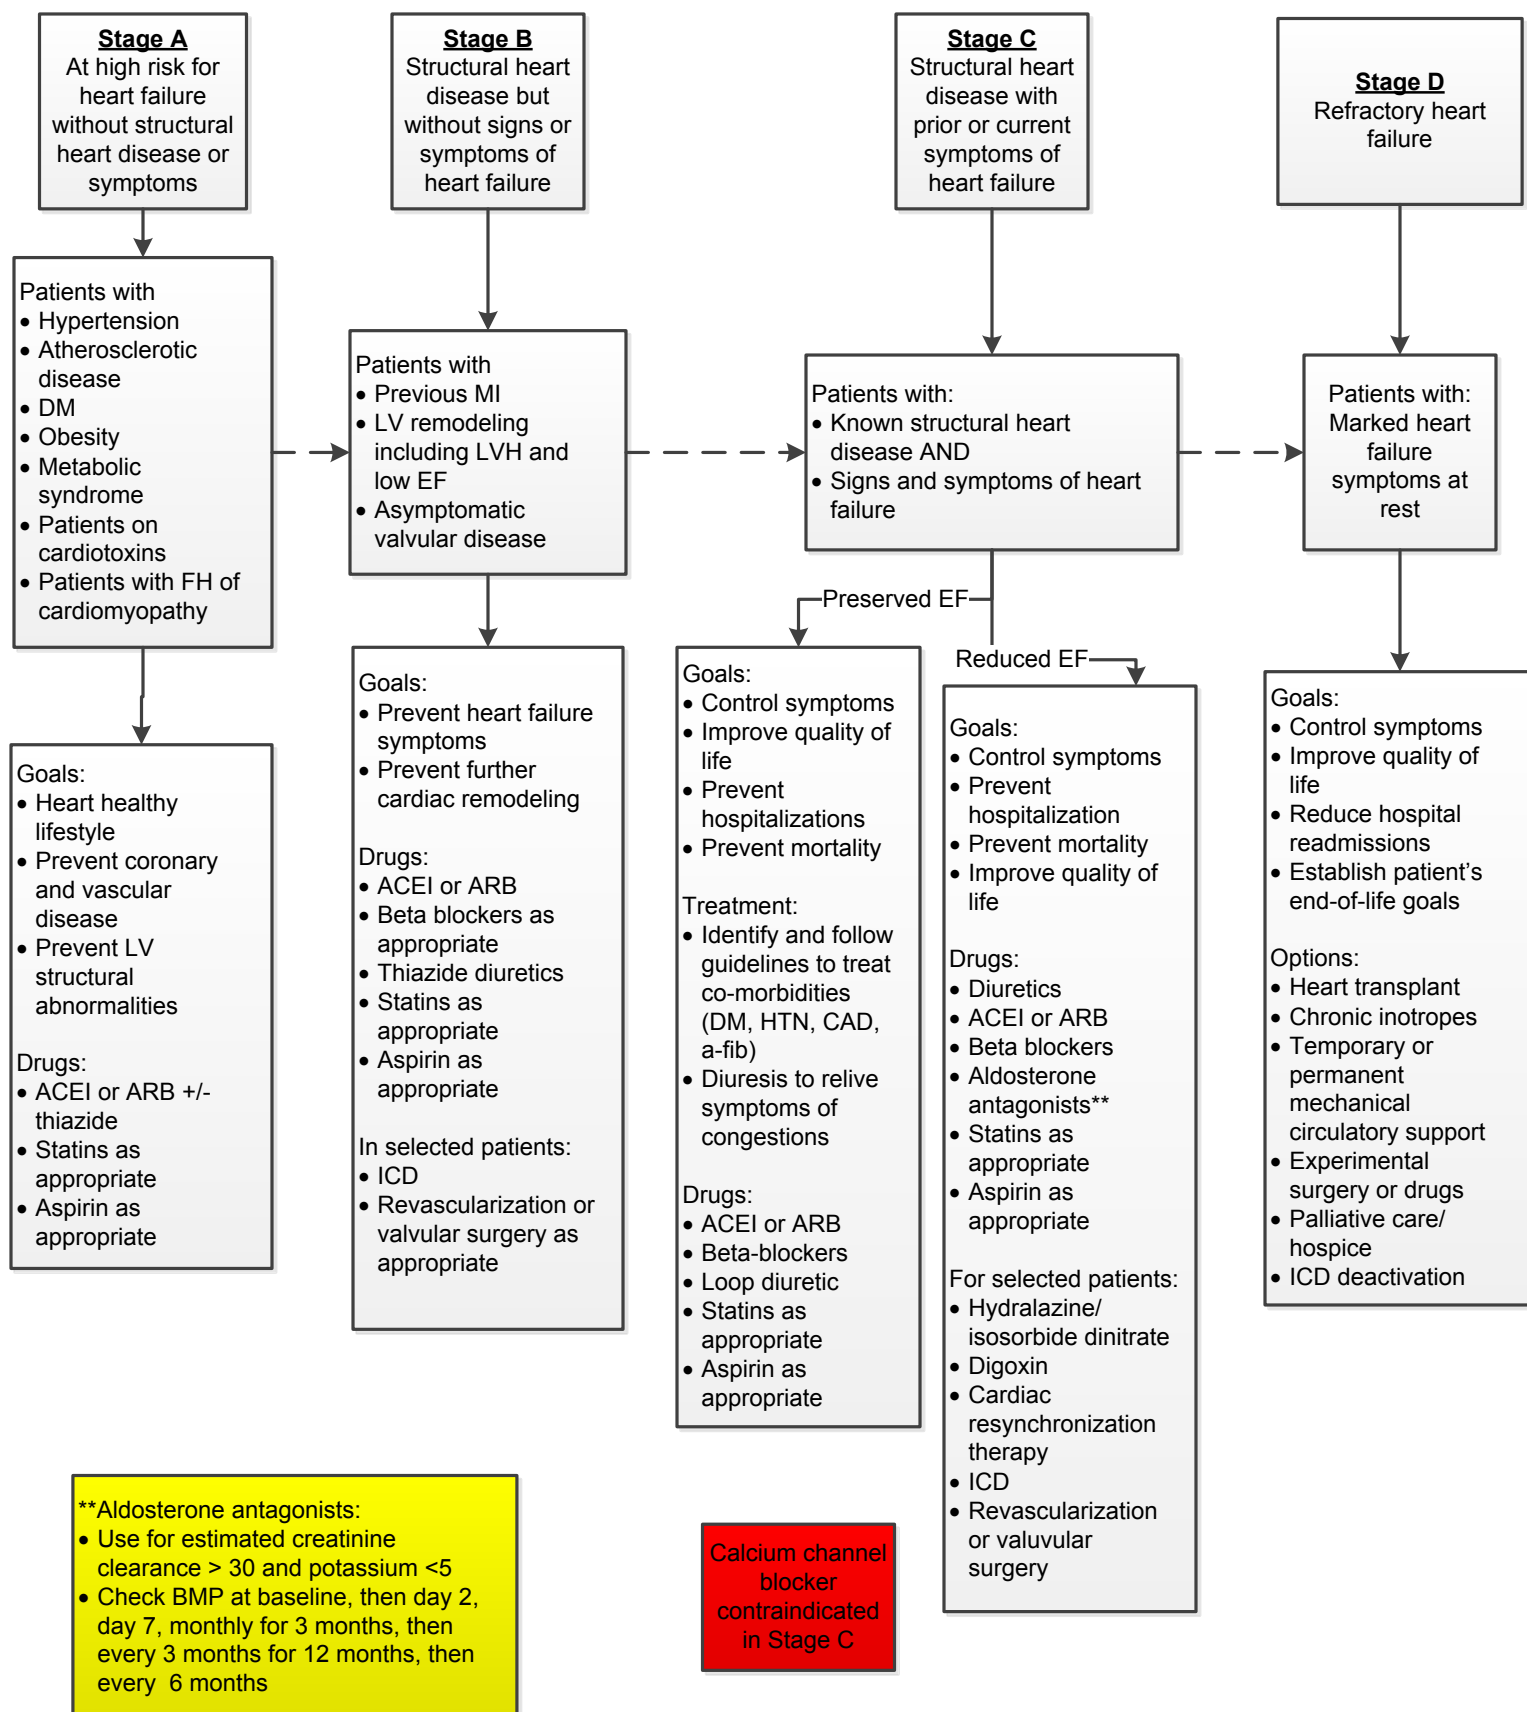 Stage A
At high risk for
heart failure
without structural
heart disease or
symptoms
Stage B
Structural heart
disease but
without signs or
symptoms of
heart failure
Stage C
Structural heart
disease with
prior or current
symptoms of
heart failure
Stage D
Refractory heart
failure
Patients with
• Hypertension
• Atherosclerotic
disease
• DM
• Obesity
• Metabolic
syndrome
• Patients on
cardiotoxins
• Patients with FH of
cardiomyopathy
Patients with
• Previous MI
• LV remodeling
including LVH and
low EF
• Asymptomatic
valvular disease
Patients with:
• Known structural heart
disease AND
• Signs and symptoms of heart
failure
Patients with:
Marked heart
failure
symptoms at
rest
Preserved EF
Reduced EF
Goals:
• Heart healthy
lifestyle
• Prevent coronary
and vascular
disease
• Prevent LV
structural
abnormalities
Drugs:
• ACEI or ARB +/-
thiazide
• Statins as
appropriate
• Aspirin as
appropriate
Goals:
• Prevent heart failure
symptoms
• Prevent further
cardiac remodeling
Drugs:
• ACEI or ARB
• Beta blockers as
appropriate
• Thiazide diuretics
• Statins as
appropriate
• Aspirin as
appropriate
In selected patients:
• ICD
• Revascularization or
valvular surgery as
appropriate
Goals:
• Control symptoms
• Improve quality of
life
• Prevent
hospitalizations
• Prevent mortality
Treatment:
• Identify and follow
guidelines to treat
co-morbidities
(DM, HTN, CAD,
a-fib)
• Diuresis to relive
symptoms of
congestions
Drugs:
• ACEI or ARB
• Beta-blockers
• Loop diuretic
• Statins as
appropriate
• Aspirin as
appropriate
Goals:
• Control symptoms
• Prevent
hospitalization
• Prevent mortality
• Improve quality of
life
Drugs:
• Diuretics
• ACEI or ARB
• Beta blockers
• Aldosterone
antagonists**
• Statins as
appropriate
• Aspirin as
appropriate
For selected patients:
• Hydralazine/
isosorbide dinitrate
• Digoxin
• Cardiac
resynchronization
therapy
• ICD
• Revascularization
or valuvular
surgery
Goals:
• Control symptoms
• Improve quality of
life
• Reduce hospital
readmissions
• Establish patient's
end-of-life goals
Options:
• Heart transplant
• Chronic inotropes
• Temporary or
permanent
mechanical
circulatory support
• Experimental
surgery or drugs
• Palliative care/
hospice
• ICD deactivation
**Aldosterone antagonists:
• Use for estimated creatinine
clearance > 30 and potassium <5
• Check BMP at baseline, then day 2,
day 7, monthly for 3 months, then
every 3 months for 12 months, then
every  6 months
Calcium channel
blocker
contraindicated
in Stage C